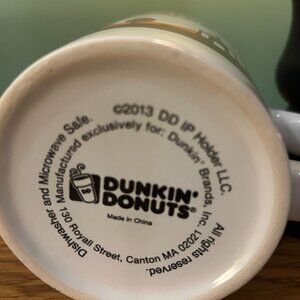 ©2013 DD IP Holder LLC.
All rights reserved.
Dishwasher and Microwave Safe.
Manufactured exclusively for: Dunkin' Brands, Inc.
130 Royall Street, Canton MA 02021
DUNKIN'
DONUTS®
Made in China